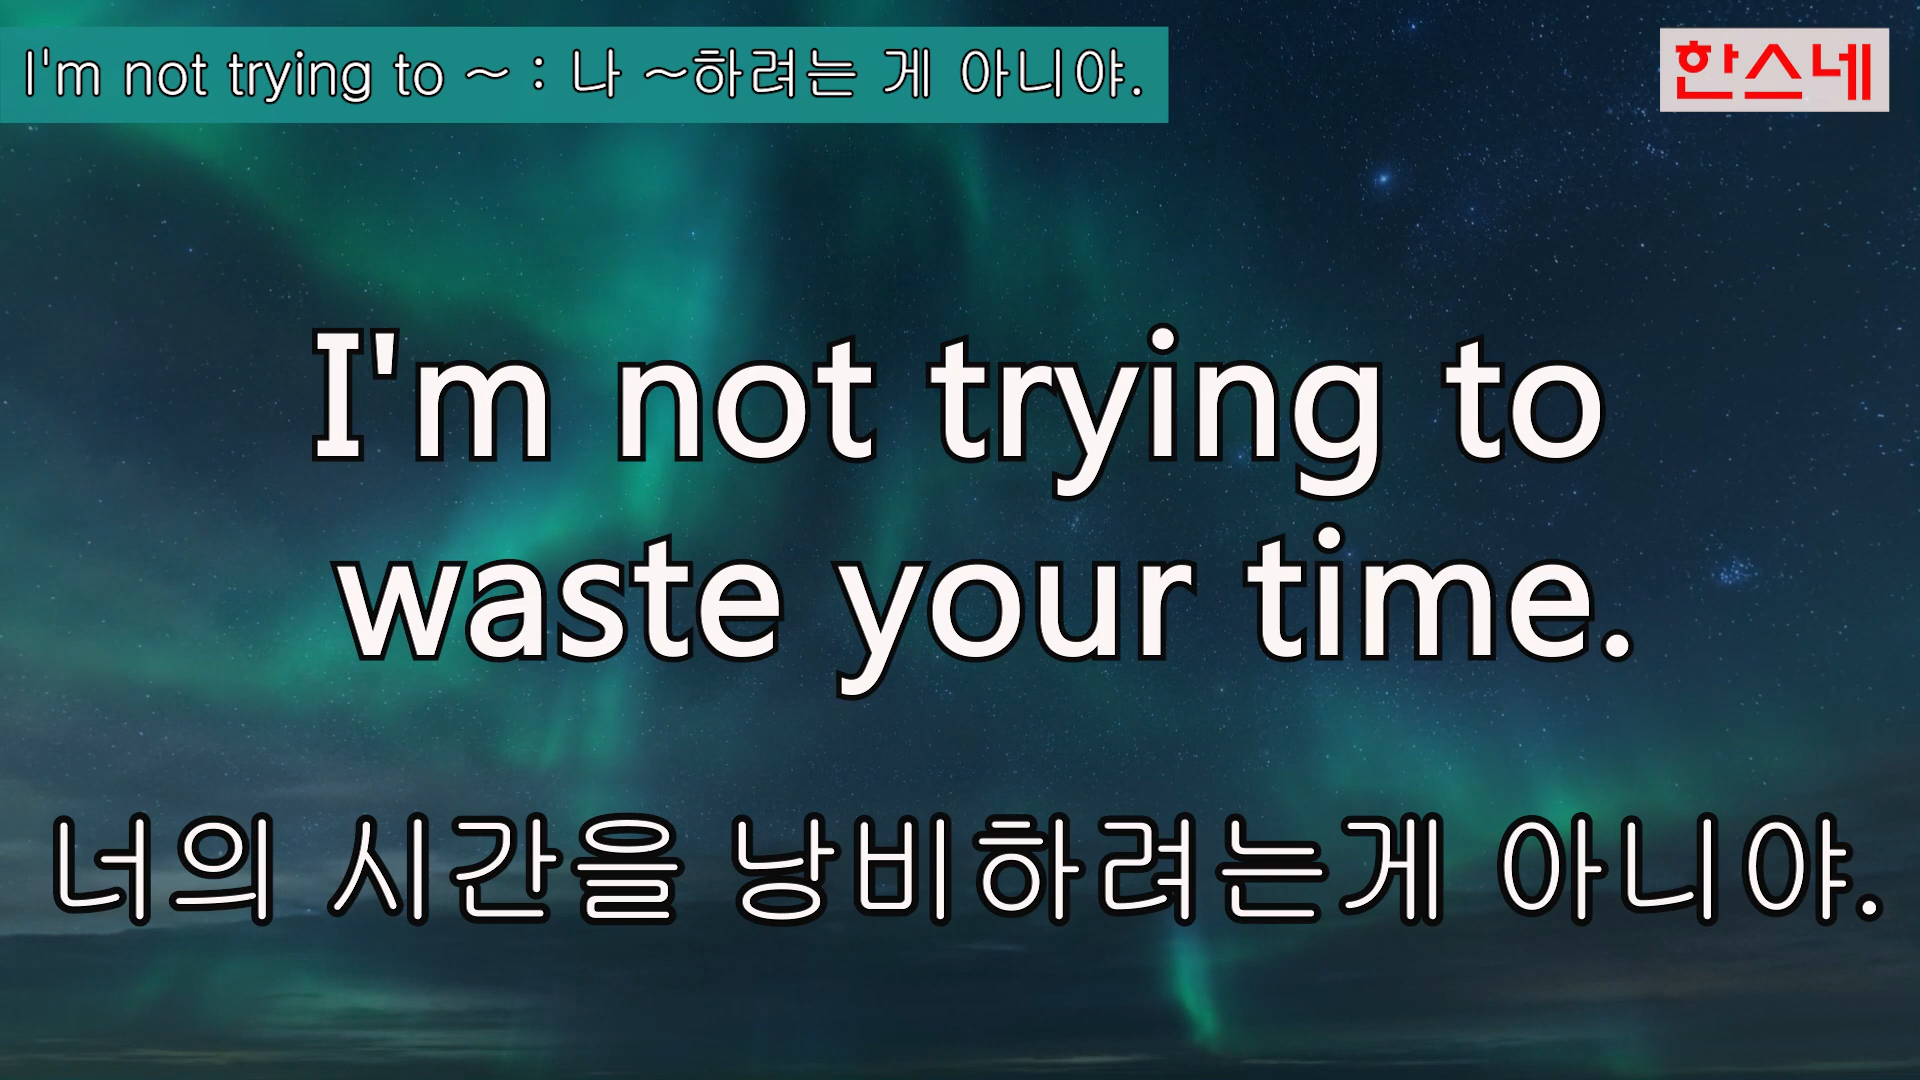 I'm not trying to ~ : 나 ~하려는 게 아니야.
한스네
I'm not trying to
waste your time.
너의 시간을 낭비하려는게 아니야.